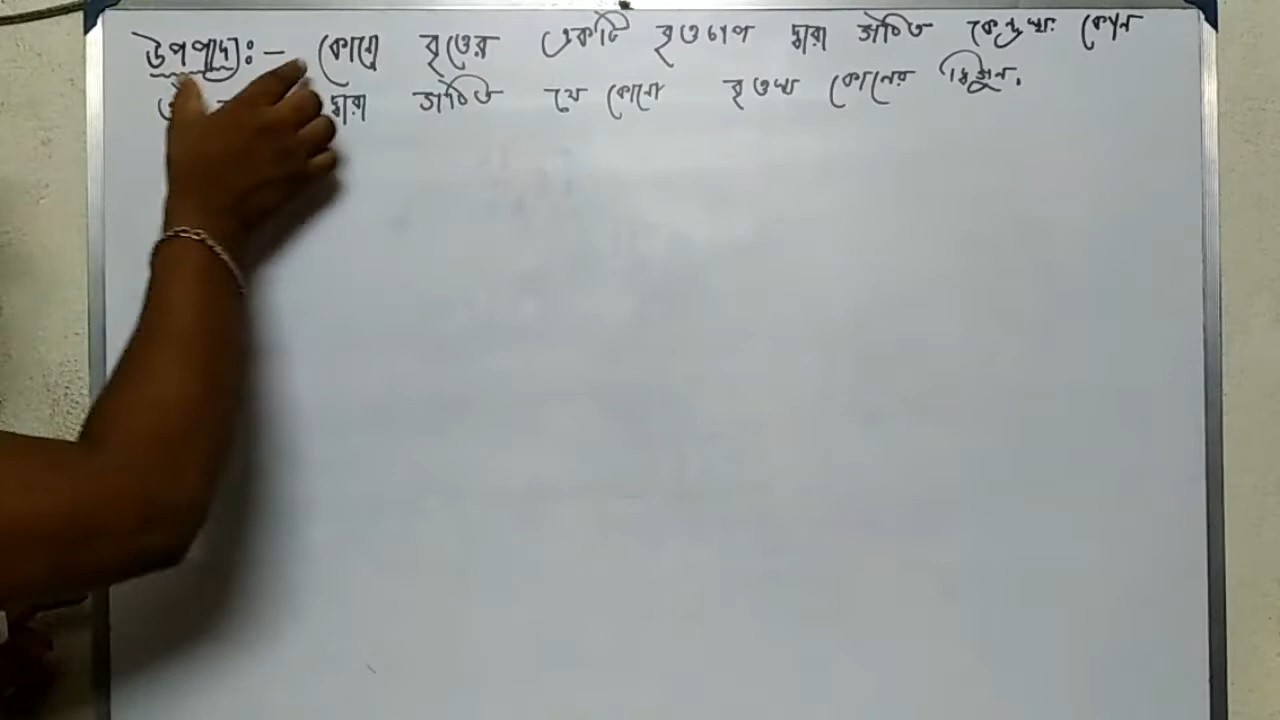 উপপাদ্য:- কোনো বৃত্তের একটি বৃত্তচাপ দ্বারা গঠিত কেন্দ্রস্থ কোণ
দ্বারা গঠিত যে কোনো বৃত্তস্থ কোনের দ্বিগুন.